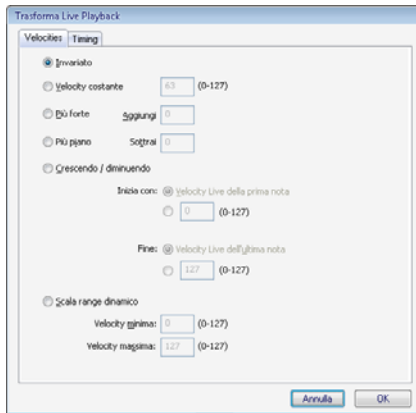 Trasforma Live Playback
Velocities Timing
Invariato
Velocity costante 63 (0-127)
Più forte Aggiungi 0
Più piano Sottrai 0
Crescendo / diminuendo
Inizia con: Velocity Live della prima nota
0 (0-127)
Fine: Velocity Live dell'ultima nota
127 (0-127)
Scala range dinamico
Velocity minima: 0 (0-127)
Velocity massima: 127 (0-127)
Annulla OK